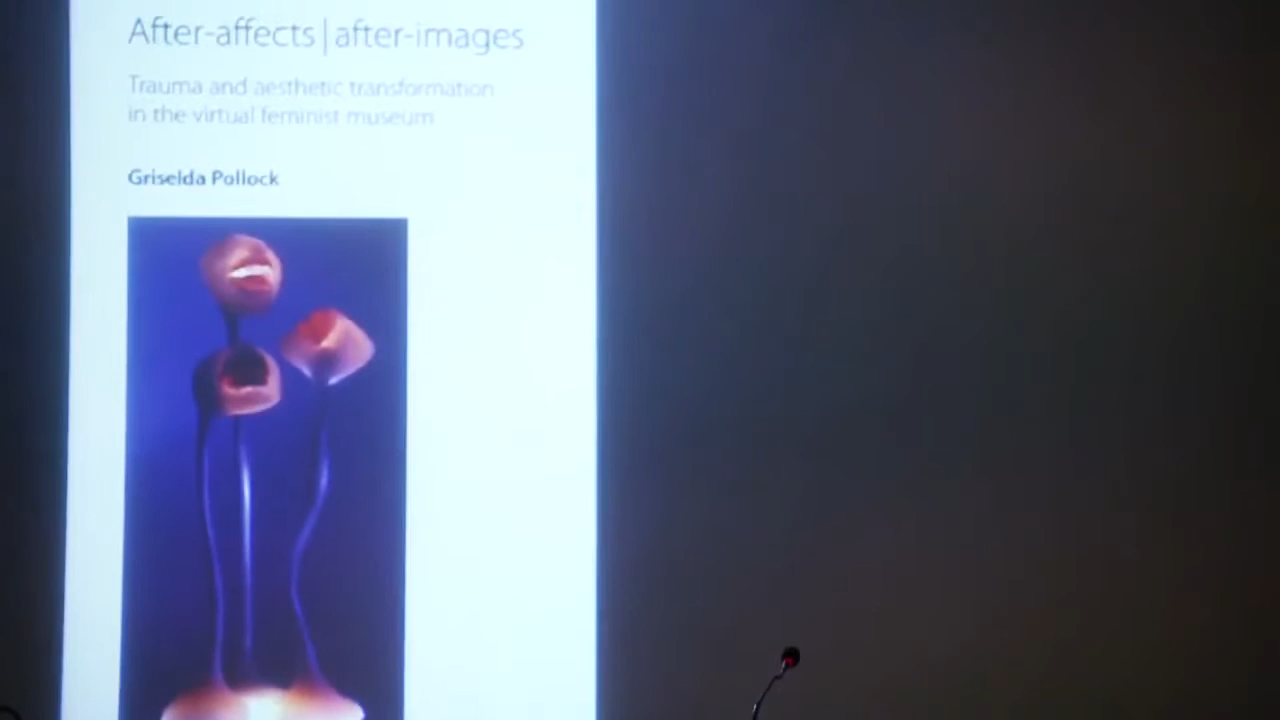 After-affects | after-images
Trauma and aesthetic transformation
in the virtual feminist museum
Griselda Pollock